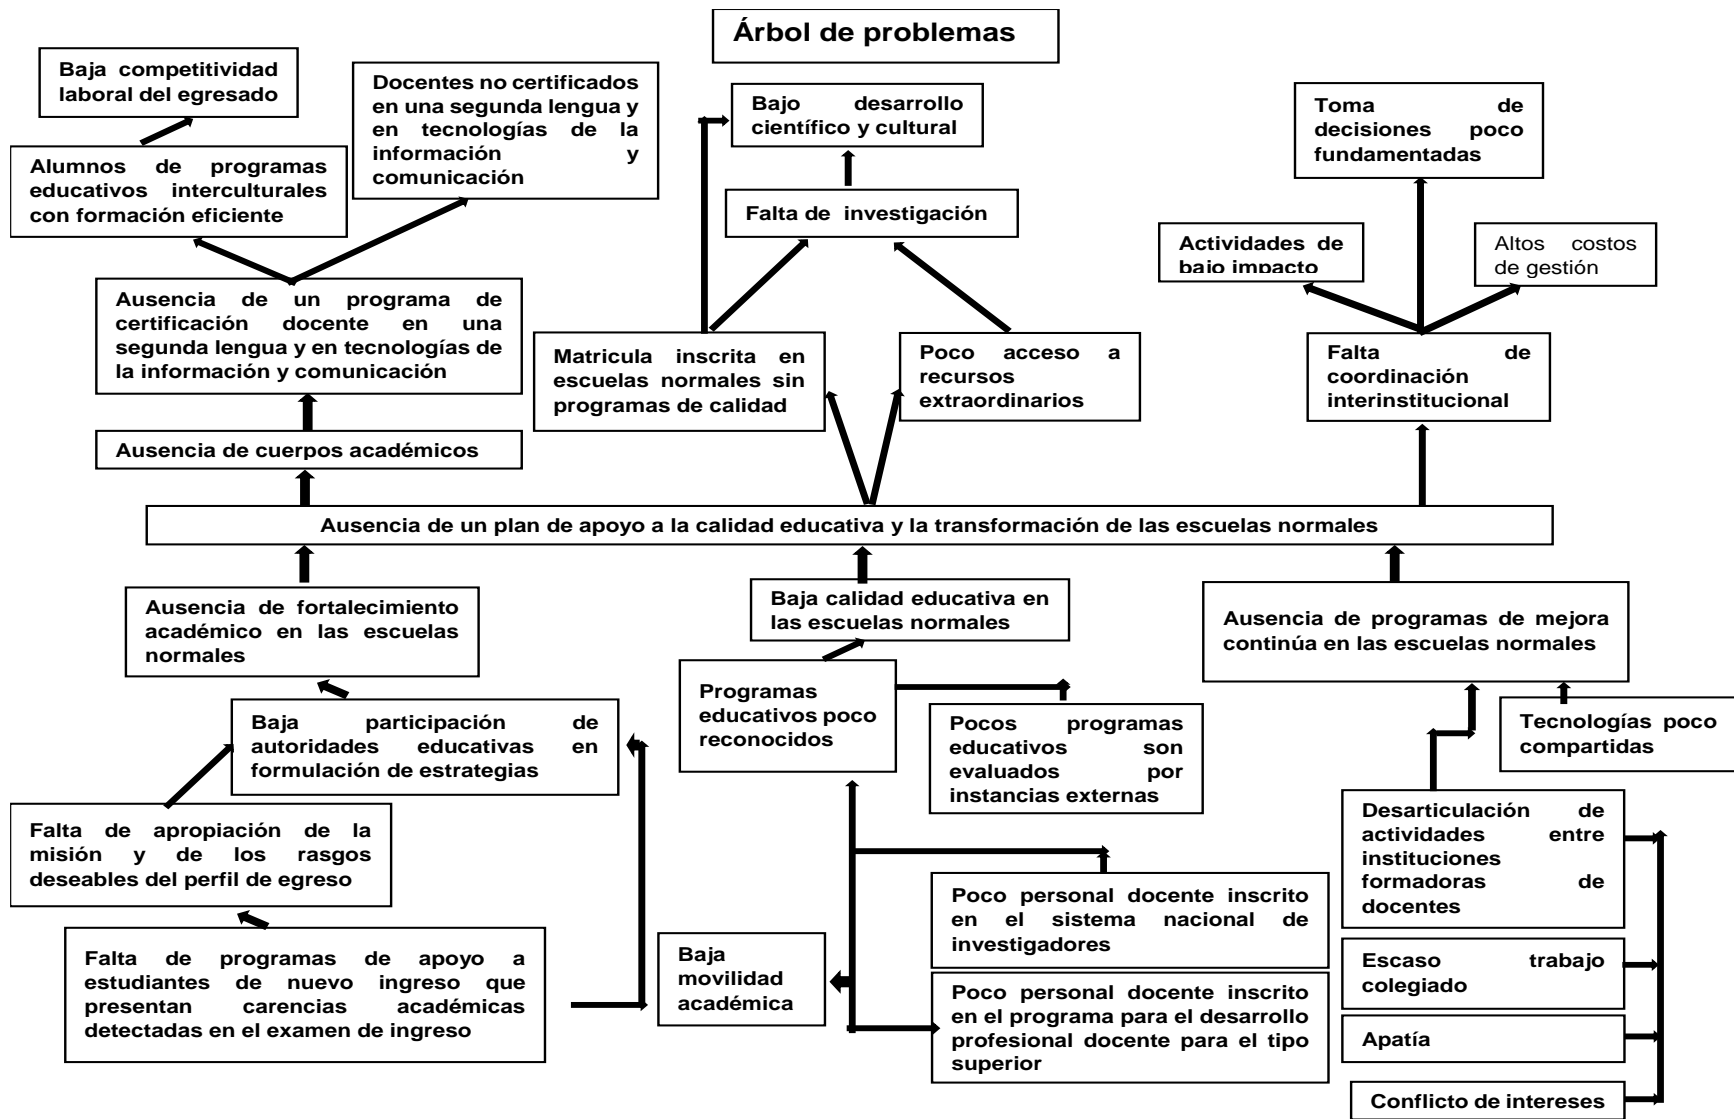 Árbol de problemas
Baja competitividad
laboral del egresado
Docentes no certificados
en una segunda lengua y
en tecnologías de la
información y
comunicación
Bajo desarrollo
científico y cultural
Toma de
decisiones poco
fundamentadas
Alumnos de programas
educativos interculturales
con formación eficiente
Falta de investigación
Actividades de
bajo impacto
Altos costos
de gestión
Ausencia de un programa de
certificación docente en una
segunda lengua y en tecnologías de
la información y comunicación
Matricula inscrita en
escuelas normales sin
programas de calidad
Poco acceso a
recursos
extraordinarios
Falta de
coordinación
interinstitucional
Ausencia de cuerpos académicos
Ausencia de un plan de apoyo a la calidad educativa y la transformación de las escuelas normales
Ausencia de fortalecimiento
académico en las escuelas
normales
Baja calidad educativa en
las escuelas normales
Ausencia de programas de mejora
continúa en las escuelas normales
Programas
educativos poco
reconocidos
Baja participación de
autoridades educativas en
formulación de estrategias
Pocos programas
educativos son
evaluados por
instancias externas
Tecnologías poco
compartidas
Falta de apropiación de la
misión y de los rasgos
deseables del perfil de egreso
Desarticulación de
actividades entre
instituciones
formadoras de
docentes
Poco personal docente inscrito
en el sistema nacional de
investigadores
Falta de programas de apoyo a
estudiantes de nuevo ingreso que
presentan carencias académicas
detectadas en el examen de ingreso
Baja
movilidad
académica
Escaso trabajo
colegiado
Poco personal docente inscrito
en el programa para el desarrollo
profesional docente para el tipo
superior
Apatía
Conflicto de intereses